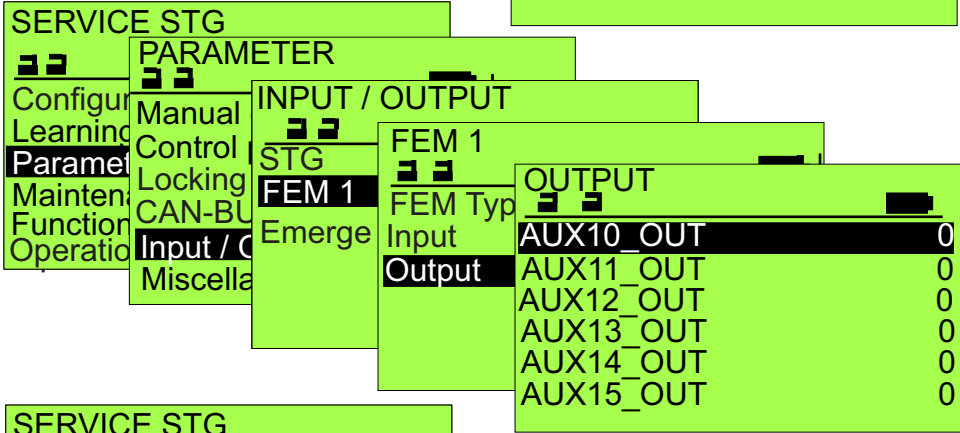 SERVICE STG
Configur
Learning
Paramet
Maintena
Function
Operatio
PARAMETER
Manual
Control
Locking
CAN-BU
Input / O
Miscella
INPUT / OUTPUT
STG
FEM 1
Emerge
FEM 1
FEM Typ
Input
Output
OUTPUT
AUX10_OUT 0
AUX11_OUT 0
AUX12_OUT 0
AUX13_OUT 0
AUX14_OUT 0
AUX15_OUT 0
SERVICE STG